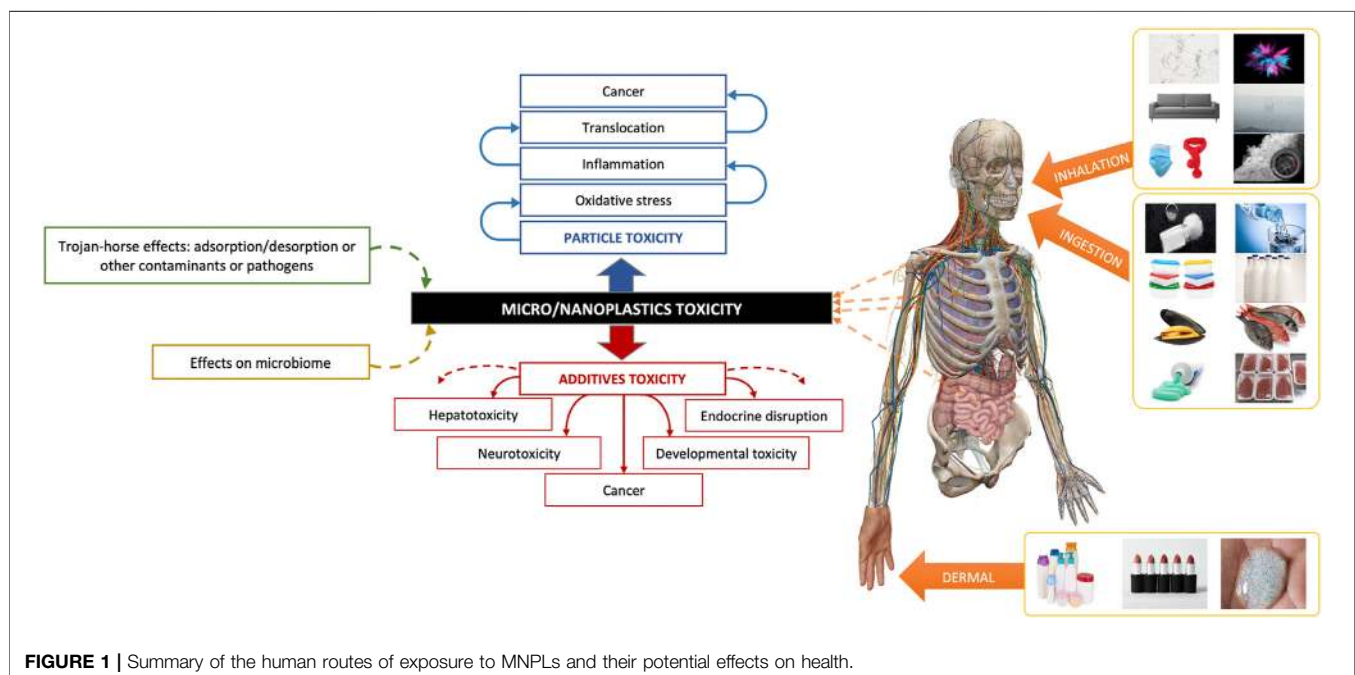 Cancer
Translocation
Inflammation
Oxidative stress
PARTICLE TOXICITY
Trojan-horse effects: adsorption/desorption or
other contaminants or pathogens
MICRO/NANOPLASTICS TOXICITY
Effects on microbiome
ADDITIVES TOXICITY
Hepatotoxicity
Endocrine disruption
Neurotoxicity
Developmental toxicity
Cancer
INHALATION
INGESTION
DERMAL
FIGURE 1 | Summary of the human routes of exposure to MNPLs and their potential effects on health.